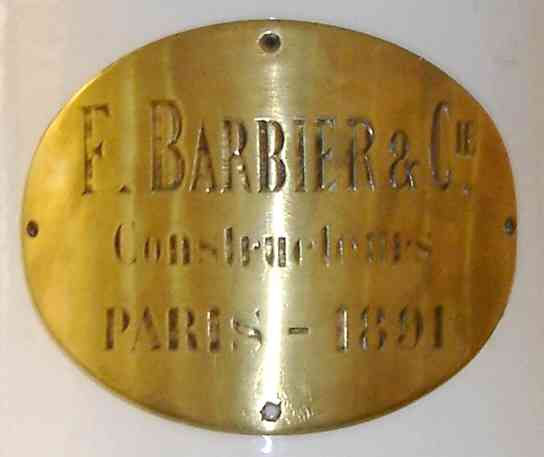 F. BARBIER & CIE.
Constructeurs
PARIS - 1891